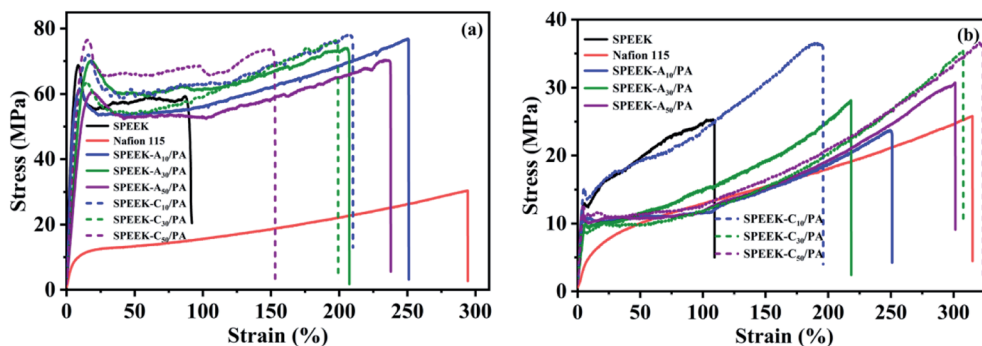 (a)
80
60
40
20
0
Stress (MPa)
SPEEK
Nafion 115
SPEEK-A10/PA
SPEEK-A30/PA
SPEEK-A50/PA
SPEEK-C10/PA
SPEEK-C30/PA
SPEEK-C50/PA
0 50 100 150 200 250 300
Strain (%)
(b)
40
30
20
10
0
Stress (MPa)
SPEEK
Nafion 115
SPEEK-A10/PA
SPEEK-A30/PA
SPEEK-A50/PA
SPEEK-C10/PA
SPEEK-C30/PA
SPEEK-C50/PA
0 50 100 150 200 250 300
Strain (%)